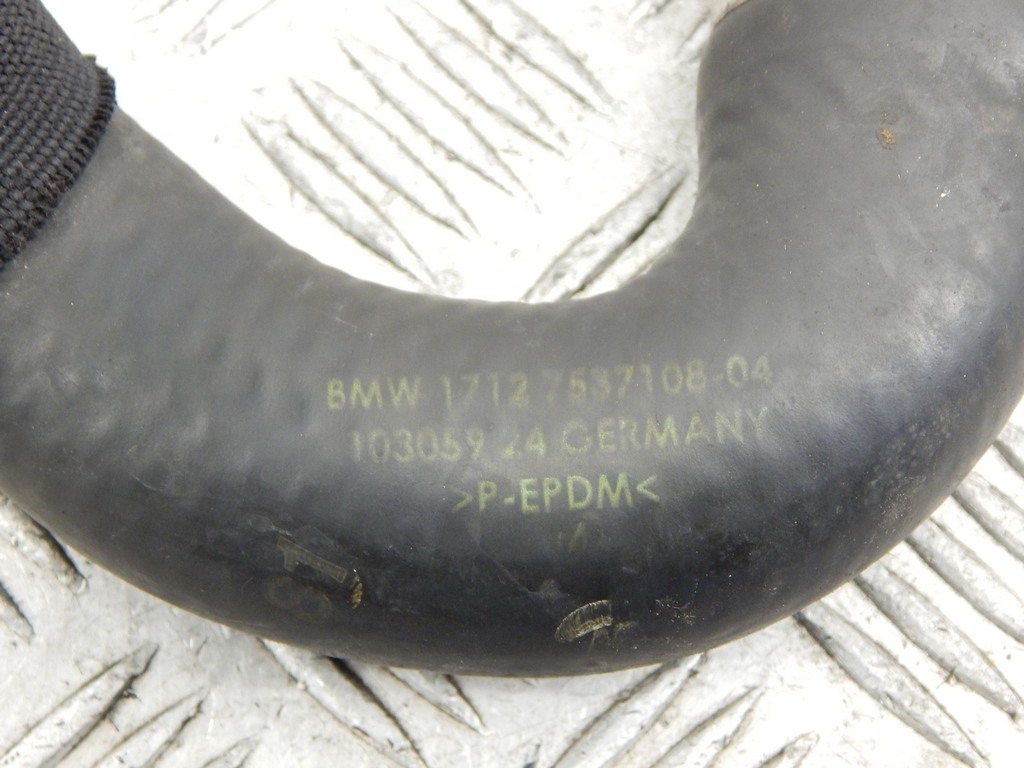 BMW 1712 7537108-04
103059 24 GERMANY
>P-EPDM<